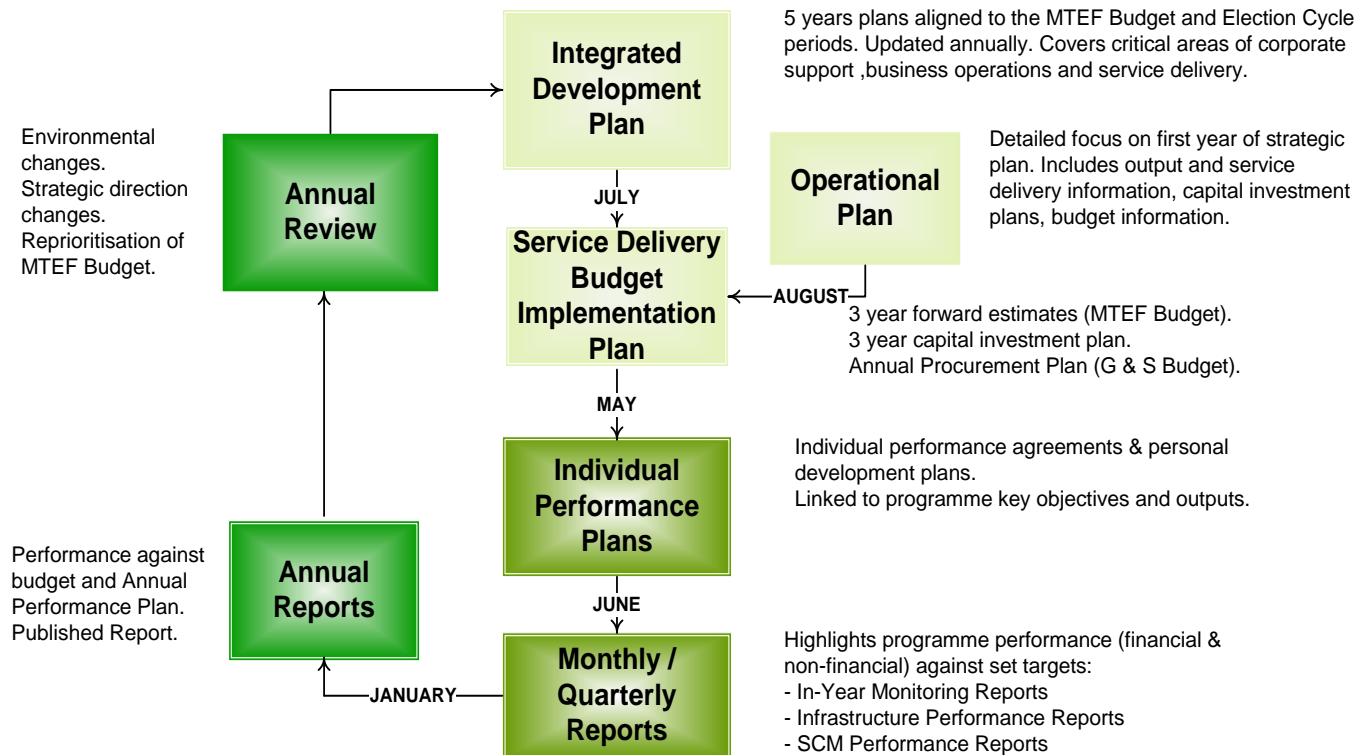 Integrated
Development
Plan
5 years plans aligned to the MTEF Budget and Election Cycle
periods. Updated annually. Covers critical areas of corporate
support ,business operations and service delivery.
Environmental
changes.
Strategic direction
changes.
Reprioritisation of
MTEF Budget.
Annual
Review
JULY
Operational
Plan
Detailed focus on first year of strategic
plan. Includes output and service
delivery information, capital investment
plans, budget information.
Service Delivery
Budget
Implementation
Plan
AUGUST
3 year forward estimates (MTEF Budget).
3 year capital investment plan.
Annual Procurement Plan (G & S Budget).
MAY
Individual
Performance
Plans
Individual performance agreements & personal
development plans.
Linked to programme key objectives and outputs.
Performance against
budget and Annual
Performance Plan.
Published Report.
Annual
Reports
JUNE
JANUARY
Monthly /
Quarterly
Reports
Highlights programme performance (financial &
non-financial) against set targets:
- In-Year Monitoring Reports
- Infrastructure Performance Reports
- SCM Performance Reports